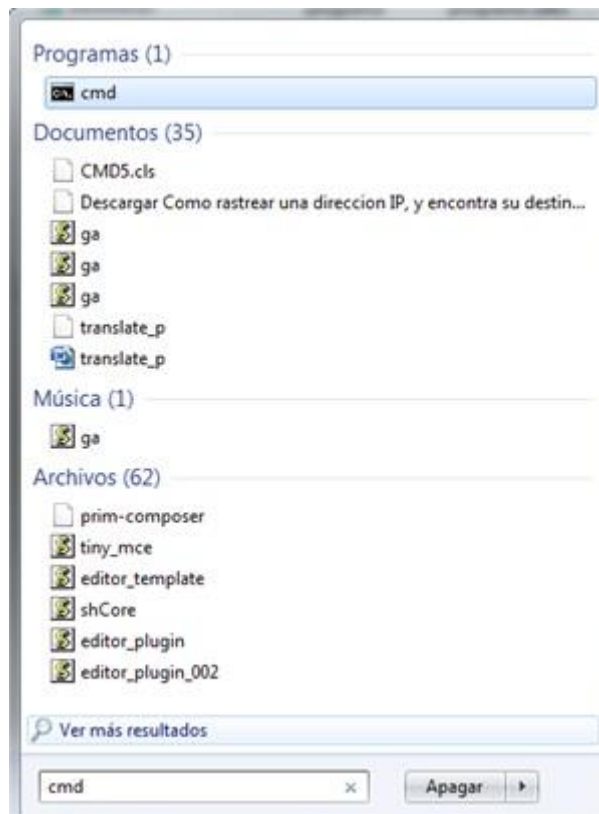 Programas (1)
cmd
Documentos (35)
CMD5.cls
Descargar Como rastrear una direccion IP, y encontra su destin...
ga
ga
ga
translate_p
translate_p
Música (1)
ga
Archivos (62)
prim-composer
tiny_mce
editor_template
shCore
editor_plugin
editor_plugin_002
Ver más resultados
cmd
Apagar